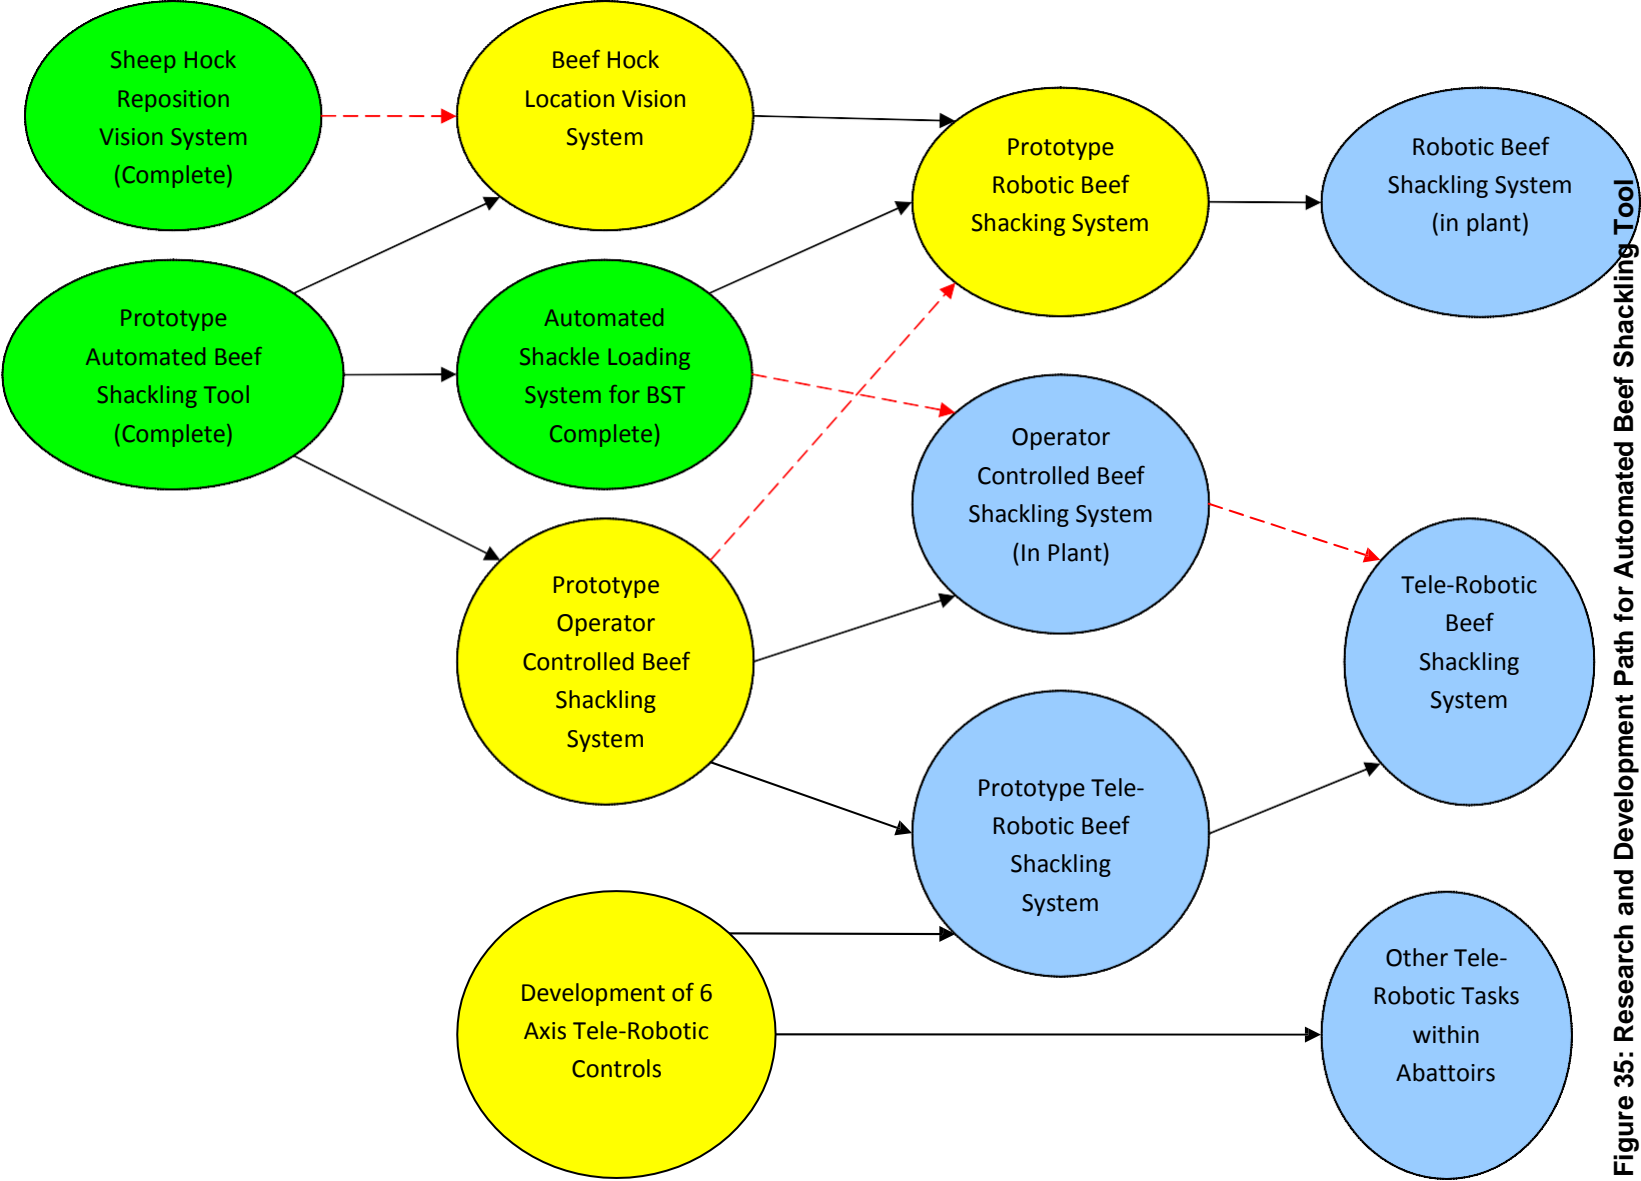 Sheep Hock
Reposition
Vision System
(Complete)
Beef Hock
Location Vision
System
Prototype
Robotic Beef
Shacking System
Robotic Beef
Shackling System
(in plant)
Prototype
Automated Beef
Shackling Tool
(Complete)
Automated
Shackle Loading
System for BST
Complete)
Operator
Controlled Beef
Shackling System
(In Plant)
Prototype
Operator
Controlled Beef
Shackling
System
Tele-Robotic
Beef
Shackling
System
Prototype Tele-
Robotic Beef
Shackling
System
Development of 6
Axis Tele-Robotic
Controls
Other Tele-
Robotic Tasks
within
Abattoirs
Figure 35: Research and Development Path for Automated Beef Shackling Tool